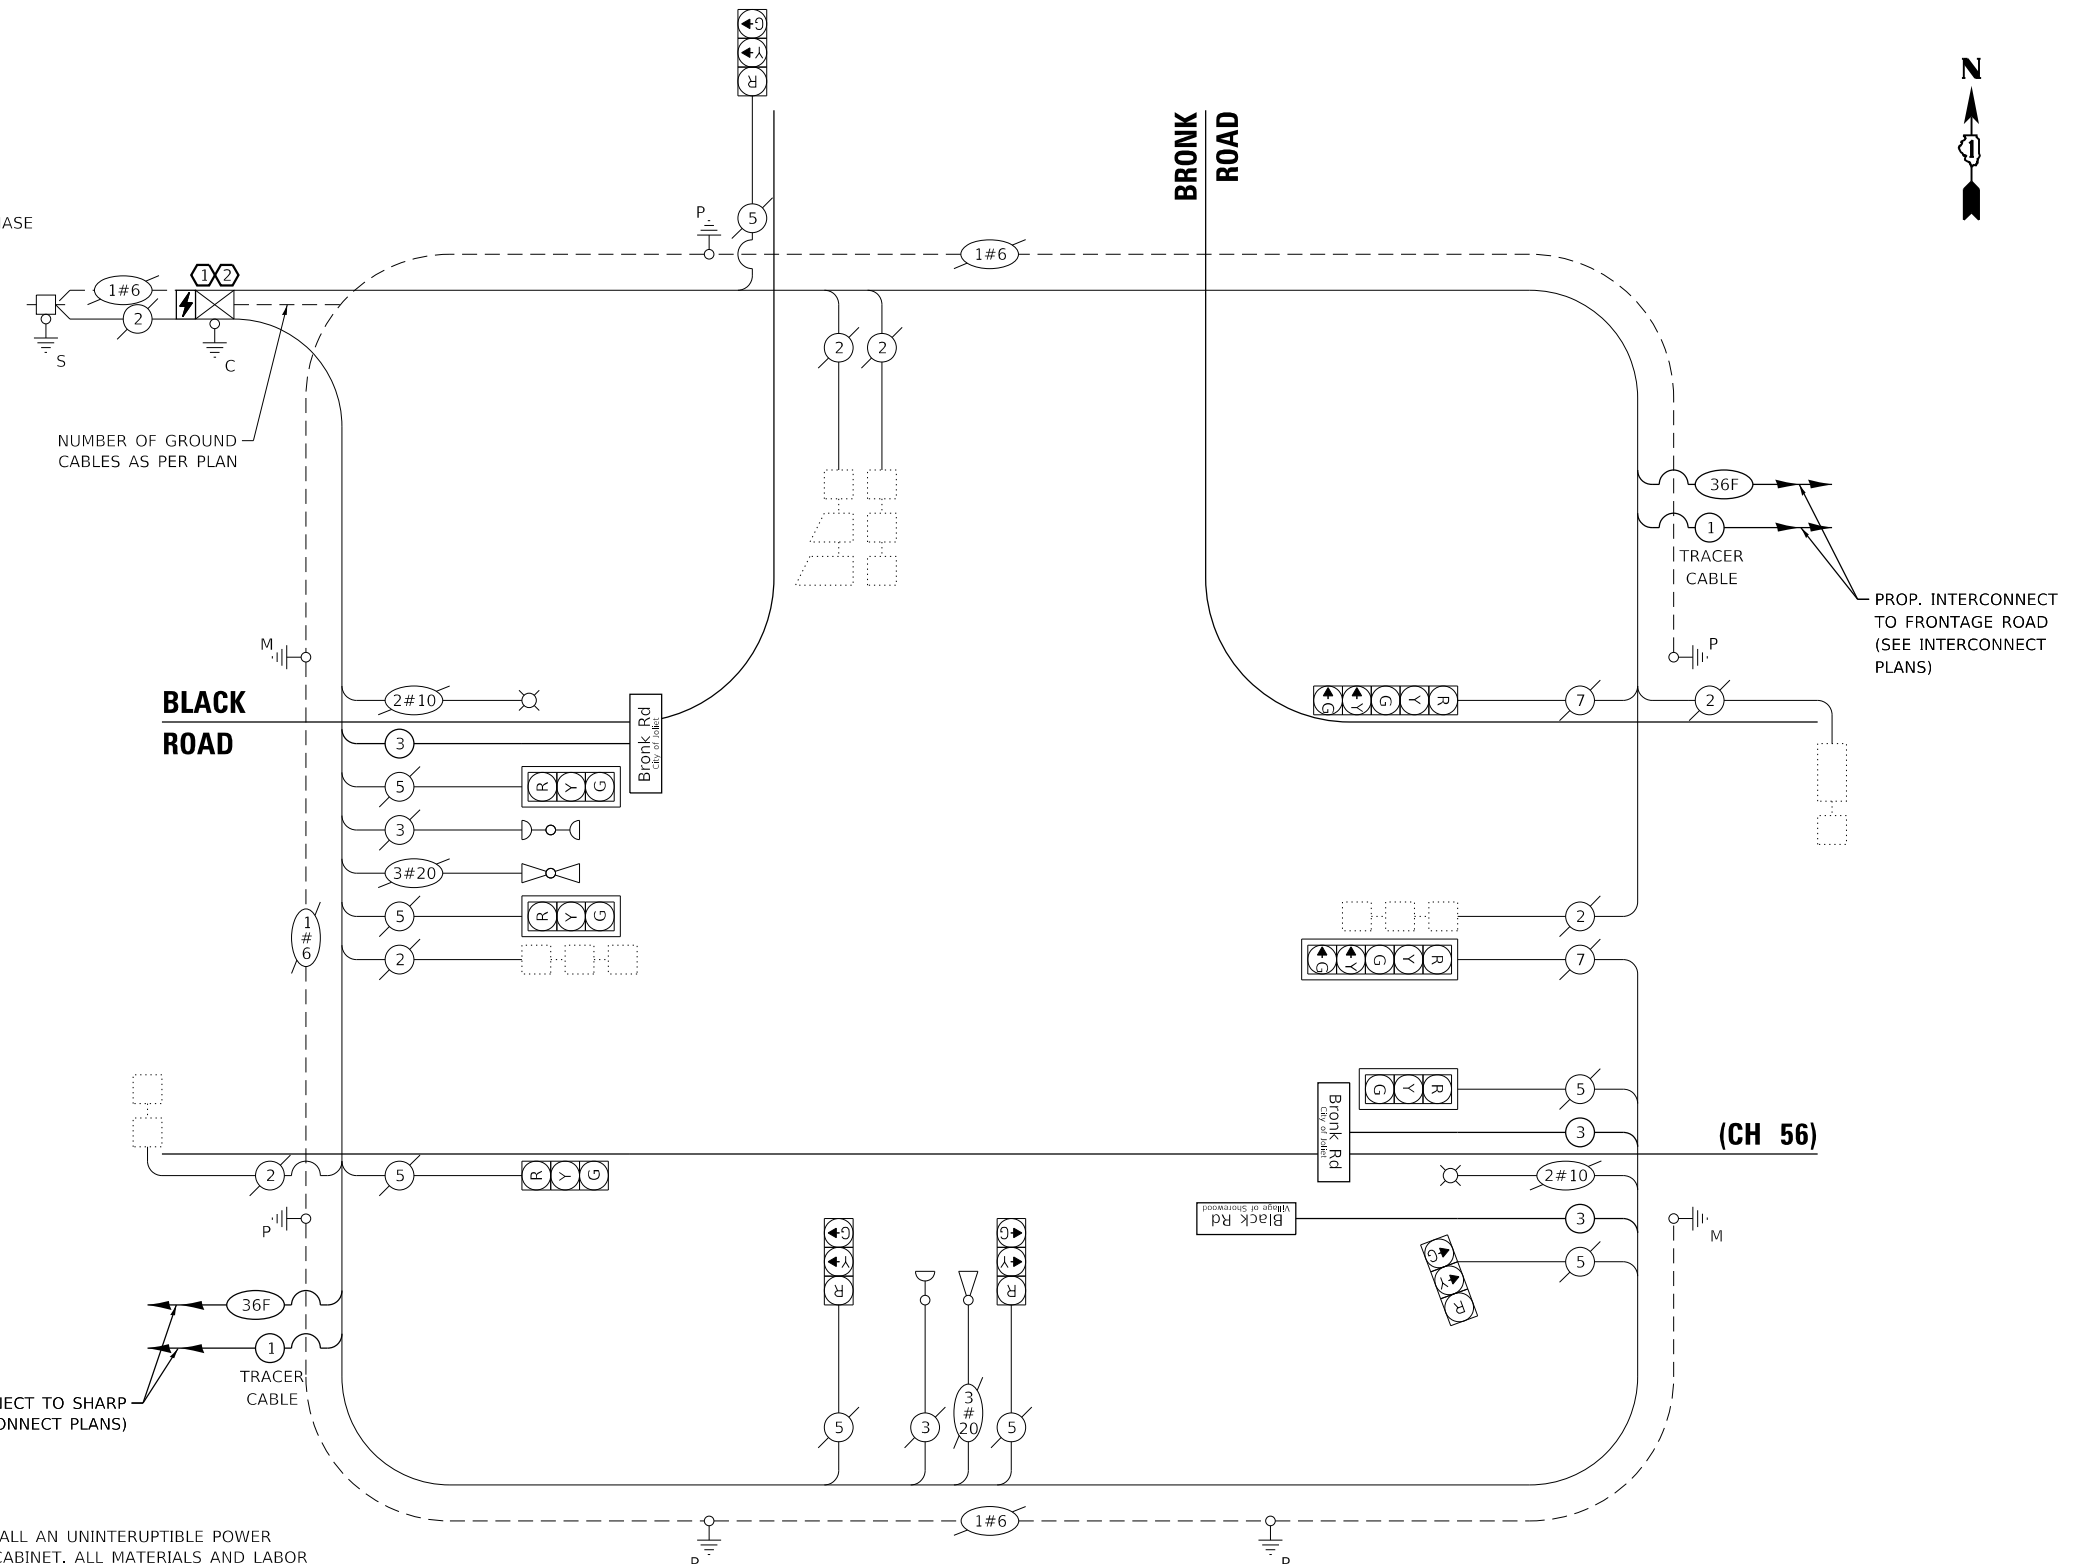 G
Y
R
N
1
BRONK
ROAD
P
5
1#6
HASE
1#6
1 2
2
S
C
2
2
NUMBER OF GROUND
CABLES AS PER PLAN
36F
1
TRACER
CABLE
PROP. INTERCONNECT
TO FRONTAGE ROAD
(SEE INTERCONNECT
PLANS)
M
P
BLACK
ROAD
2#10
Bronk Rd
City of Joliet
3
5
R Y G
3
3#20
5
R Y G
2
1
#
6
G Y G Y R
7
2
2
G Y G Y R
7
G Y R
5
Bronk Rd
City of Joliet
3
(CH 56)
2#10
2
5
R Y G
P
Black Rd
Village of Shorewood
3
M
G
Y
R
5
G
Y
R
G
Y
R
36F
1
TRACER
CABLE
NECT TO SHARP
ONNECT PLANS)
5
3
3
#
20
5
1#6
P
P
ALL AN UNINTERUPTIBLE POWER
CABINET. ALL MATERIALS AND LABOR